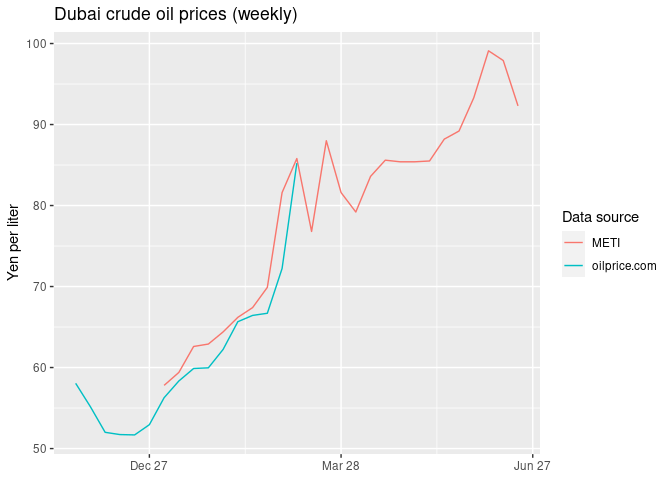 Dubai crude oil prices (weekly)
100
90
80
70
60
50
Yen per liter
Dec 27
Mar 28
Jun 27
Data source
METI
oilprice.com